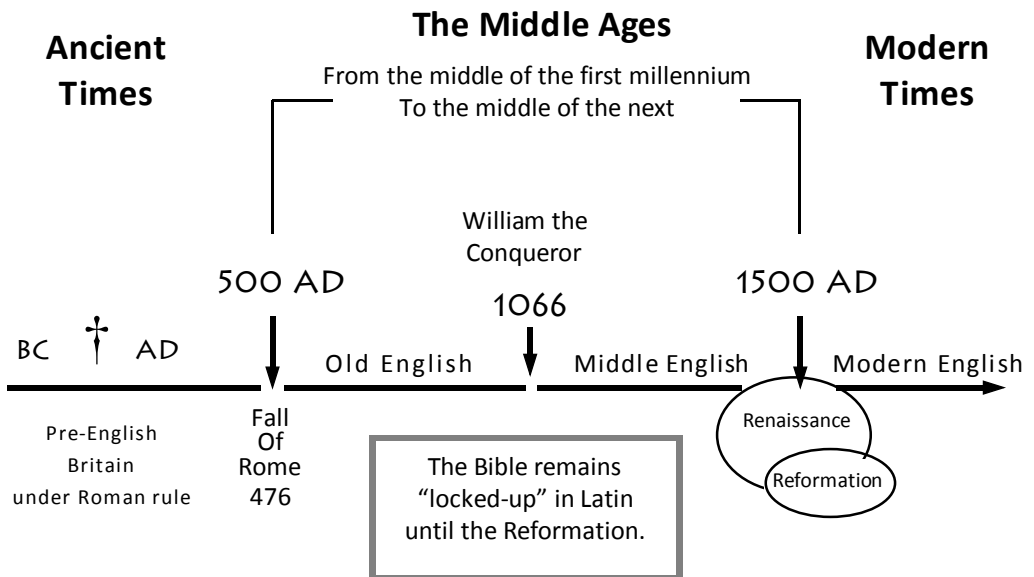 The Middle Ages
From the middle of the first millennium
To the middle of the next
Ancient
Times
Modern
Times
William the
Conqueror
500 AD
1066
1500 AD
BC † AD
Old English
Middle English
Modern English
Pre-English
Britain
under Roman rule
Fall
Of
Rome
476
The Bible remains
“locked-up” in Latin
until the Reformation.
Renaissance
Reformation